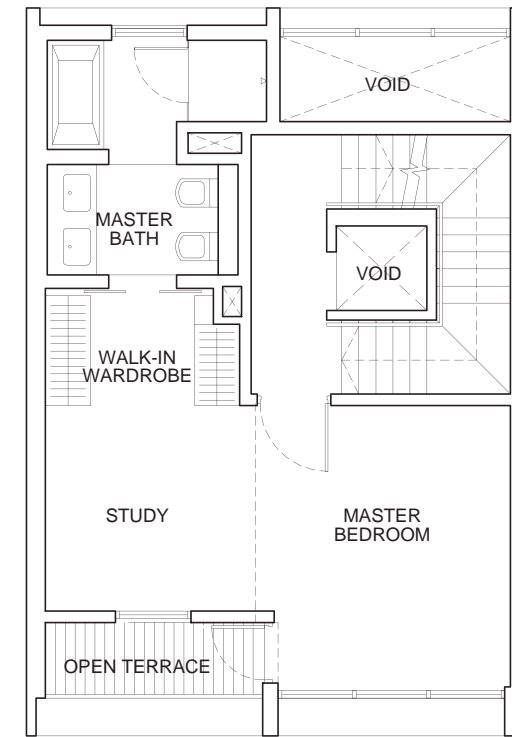 VOID
MASTER
BATH
VOID
WALK-IN
WARDROBE
STUDY
MASTER
BEDROOM
OPEN TERRACE